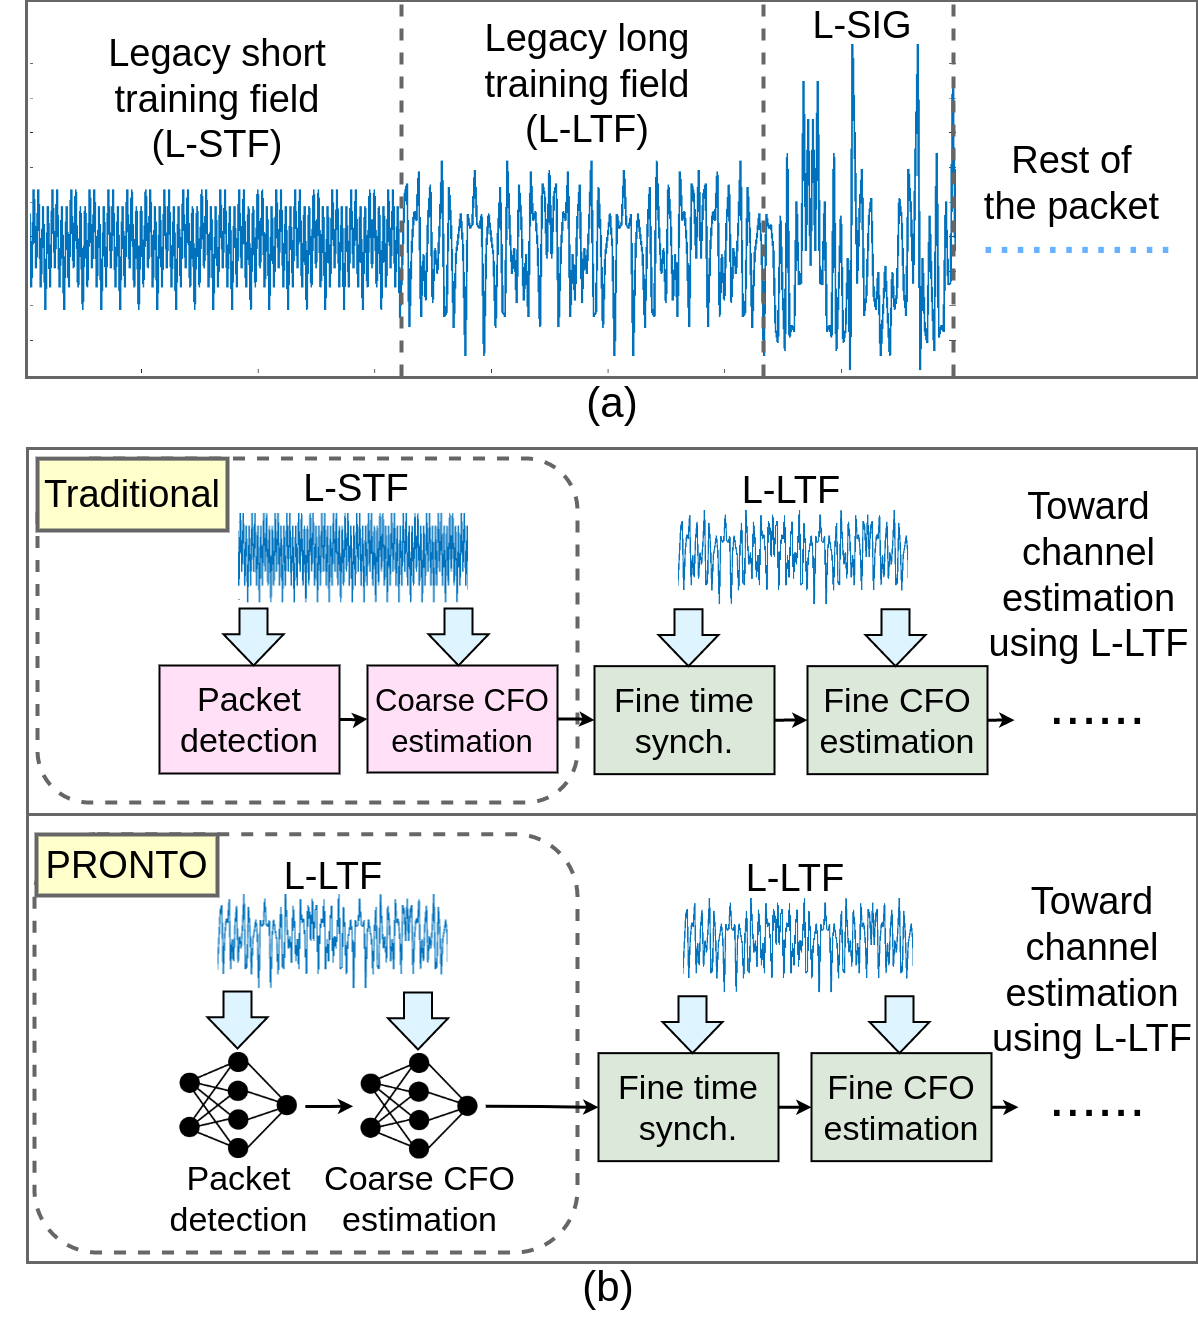 Legacy short
training field
(L-STF)
Legacy long
training field
(L-LTF)
L-SIG
Rest of
the packet
(a)
Traditional
L-STF
Packet
detection
Coarse CFO
estimation
L-LTF
Fine time
synch.
Fine CFO
estimation
Toward
channel
estimation
using L-LTF
......
PRONTO
L-LTF
Packet
detection
Coarse CFO
estimation
L-LTF
Fine time
synch.
Fine CFO
estimation
Toward
channel
estimation
using L-LTF
......
(b)